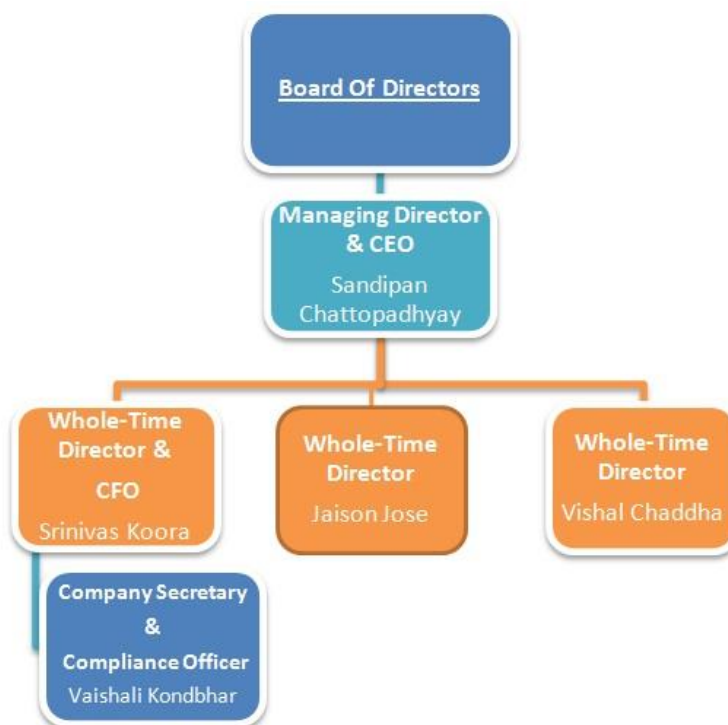 Board Of Directors
Managing Director
& CEO
Sandipan
Chattopadhyay
Whole-Time
Director &
CFO
Srinivas Koora
Whole-Time
Director
Jaison Jose
Whole-Time
Director
Vishal Chaddha
Company Secretary
&
Compliance Officer
Vaishali Kondbhar